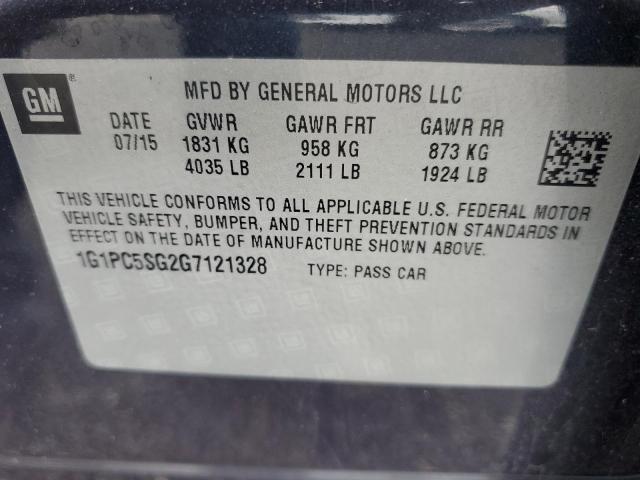 GM ®
MFD BY GENERAL MOTORS LLC
DATE GVWR GAWR FRT GAWR RR
07/15 1831 KG 958 KG 873 KG
4035 LB 2111 LB 1924 LB
THIS VEHICLE CONFORMS TO ALL APPLICABLE U.S. FEDERAL MOTOR
VEHICLE SAFETY, BUMPER, AND THEFT PREVENTION STANDARDS IN
EFFECT ON THE DATE OF MANUFACTURE SHOWN ABOVE.
1G1PC5SG2G7121328 TYPE: PASS CAR